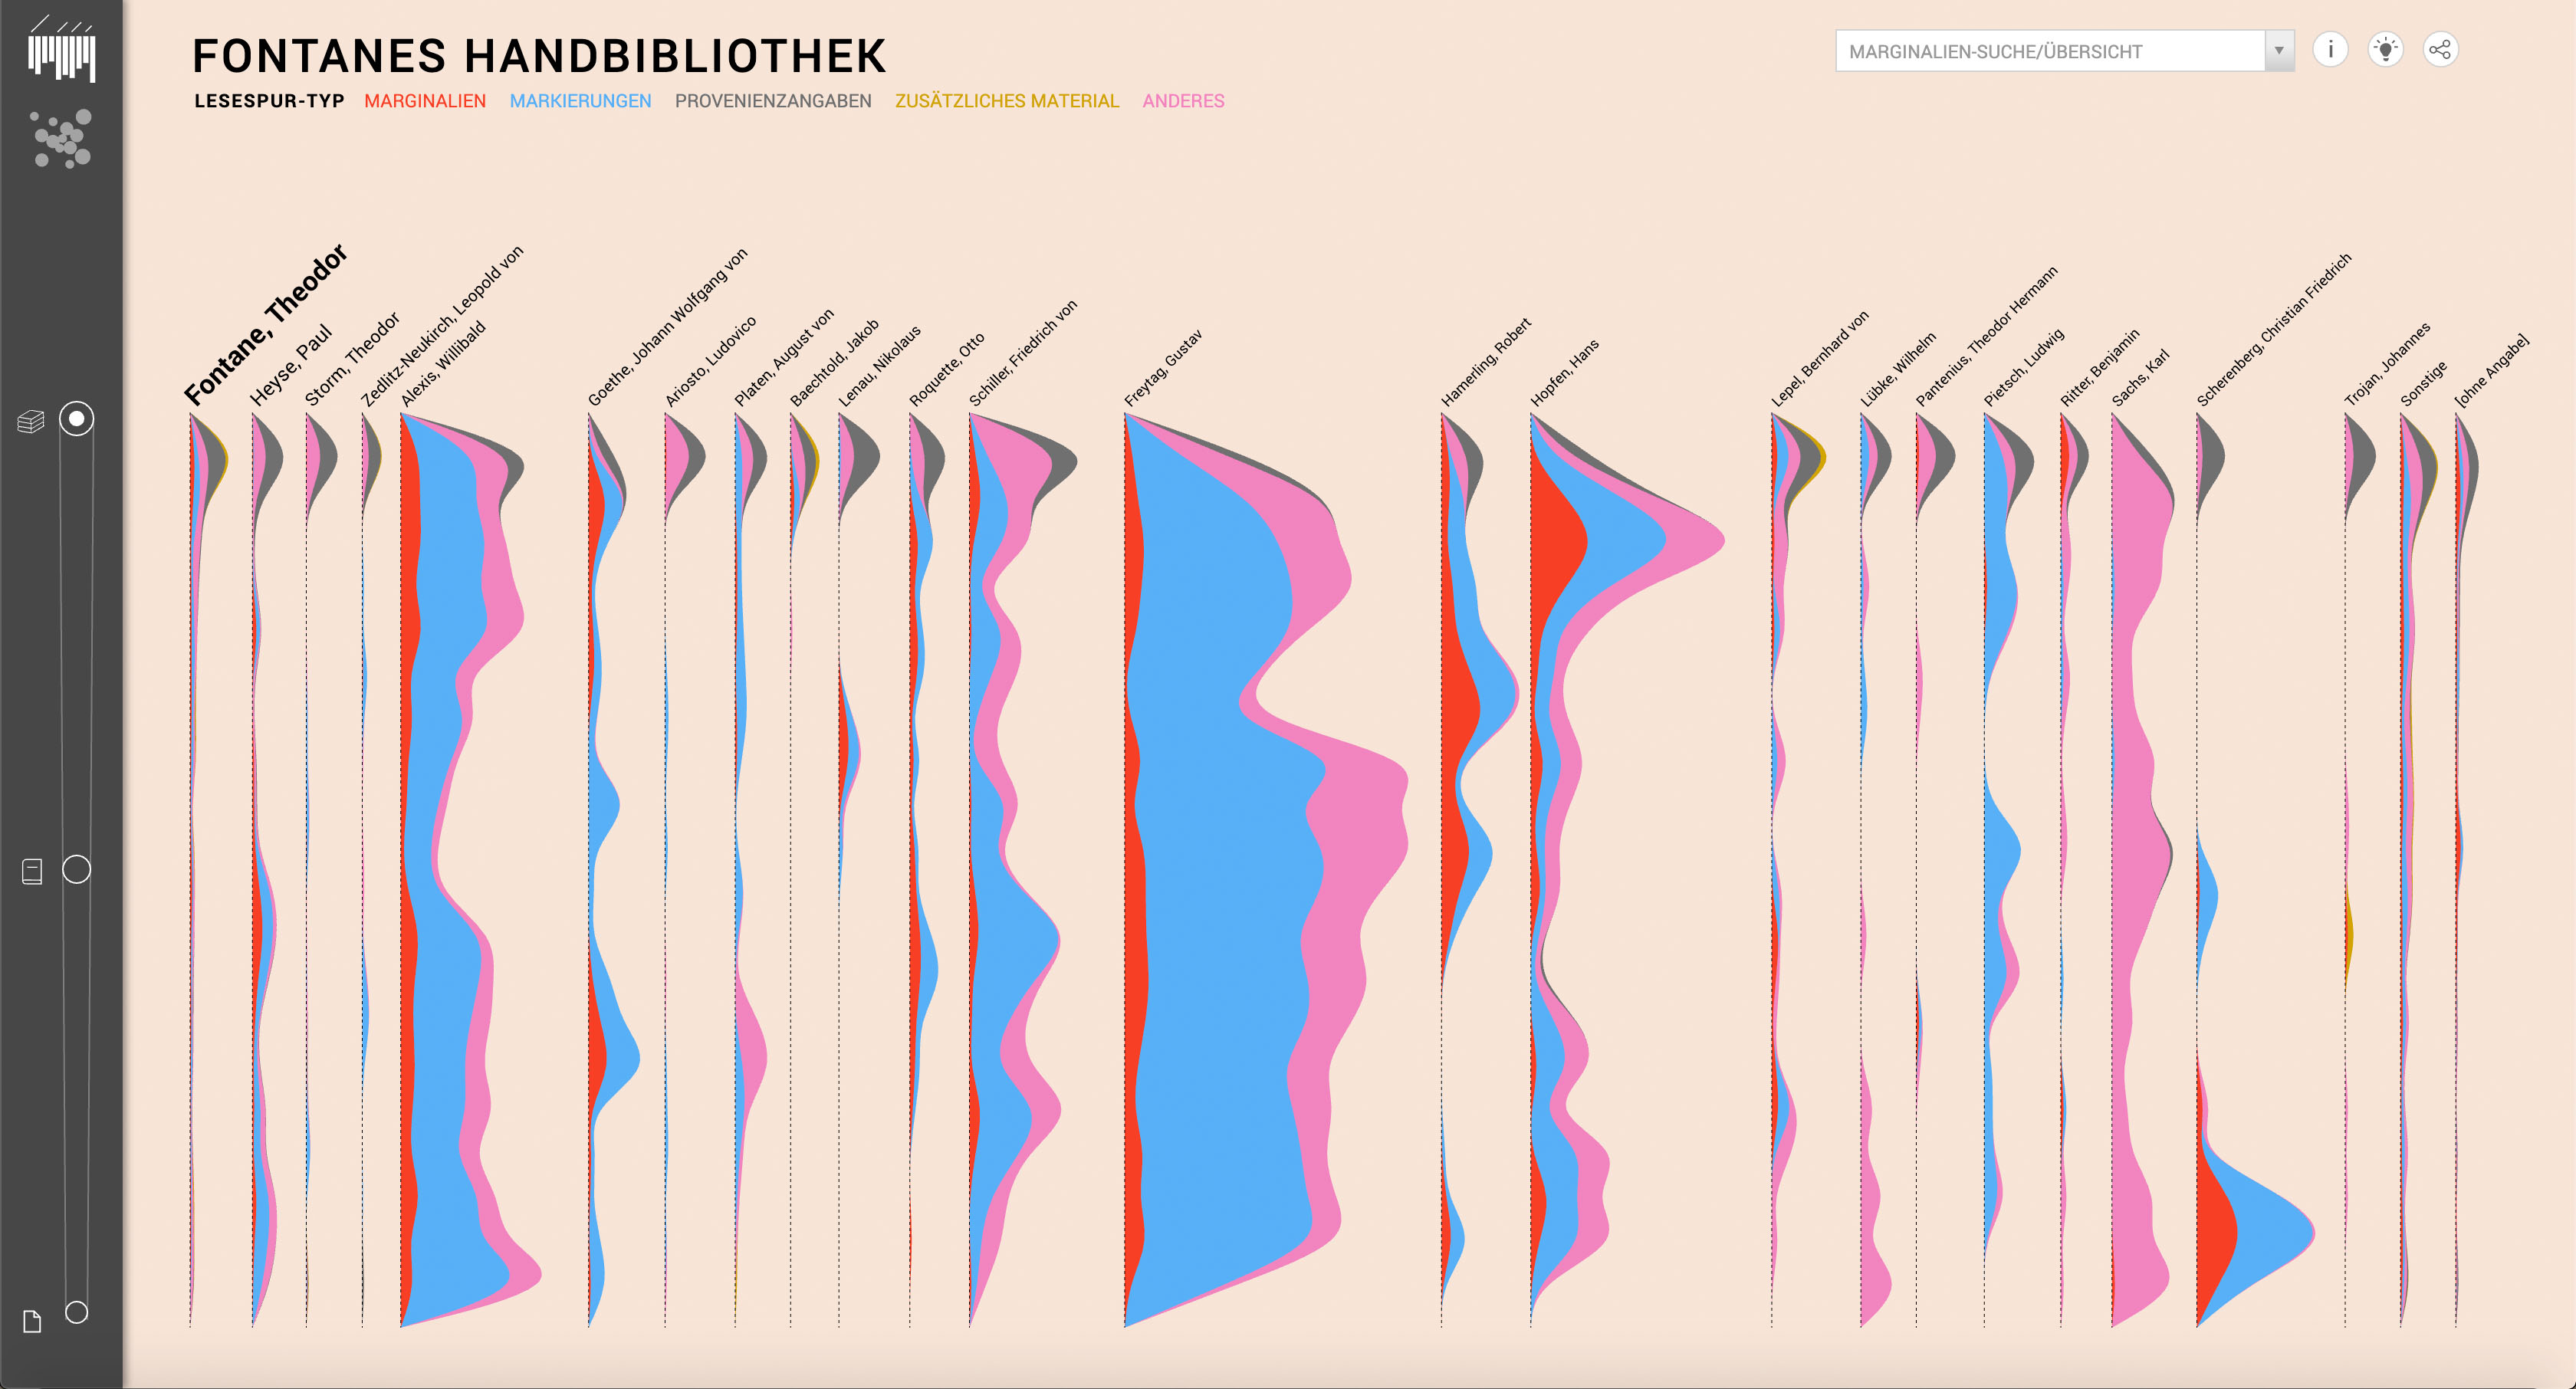 FONTANES HANDBIBLIOTHEK
MARGINALIEN-SUCHE/ÜBERSICHT
i
LESESPUR-TYP MARGINALIEN MARKIERUNGEN PROVENIENZANGABEN ZUSÄTZLICHES MATERIAL ANDERES
Fontane, Theodor
Heyse, Paul
Storm, Theodor
Zedlitz-Neukirch, Leopold von
Alexis, Willibald
Goethe, Johann Wolfgang von
Ariosto, Ludovico
Platen, August von
Baechtold, Jakob
Lenau, Nikolaus
Roquette, Otto
Schiller, Friedrich von
Freytag, Gustav
Hamerling, Robert
Hopfen, Hans
Lepel, Bernhard von
Lübke, Wilhelm
Pantenius, Theodor Hermann
Pietsch, Ludwig
Ritter, Benjamin
Sachs, Karl
Scherenberg, Christian Friedrich
Trojan, Johannes
Sonstige
[ohne Angabe]